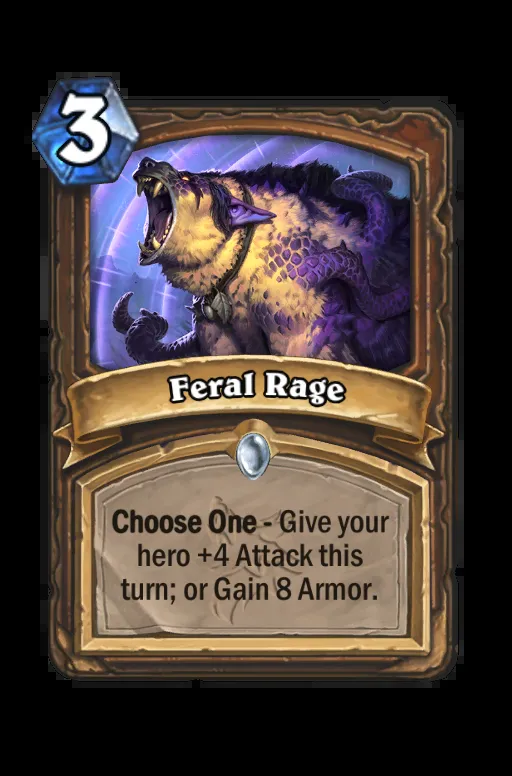 3
Feral Rage
Choose One - Give your
hero +4 Attack this
turn; or Gain 8 Armor.